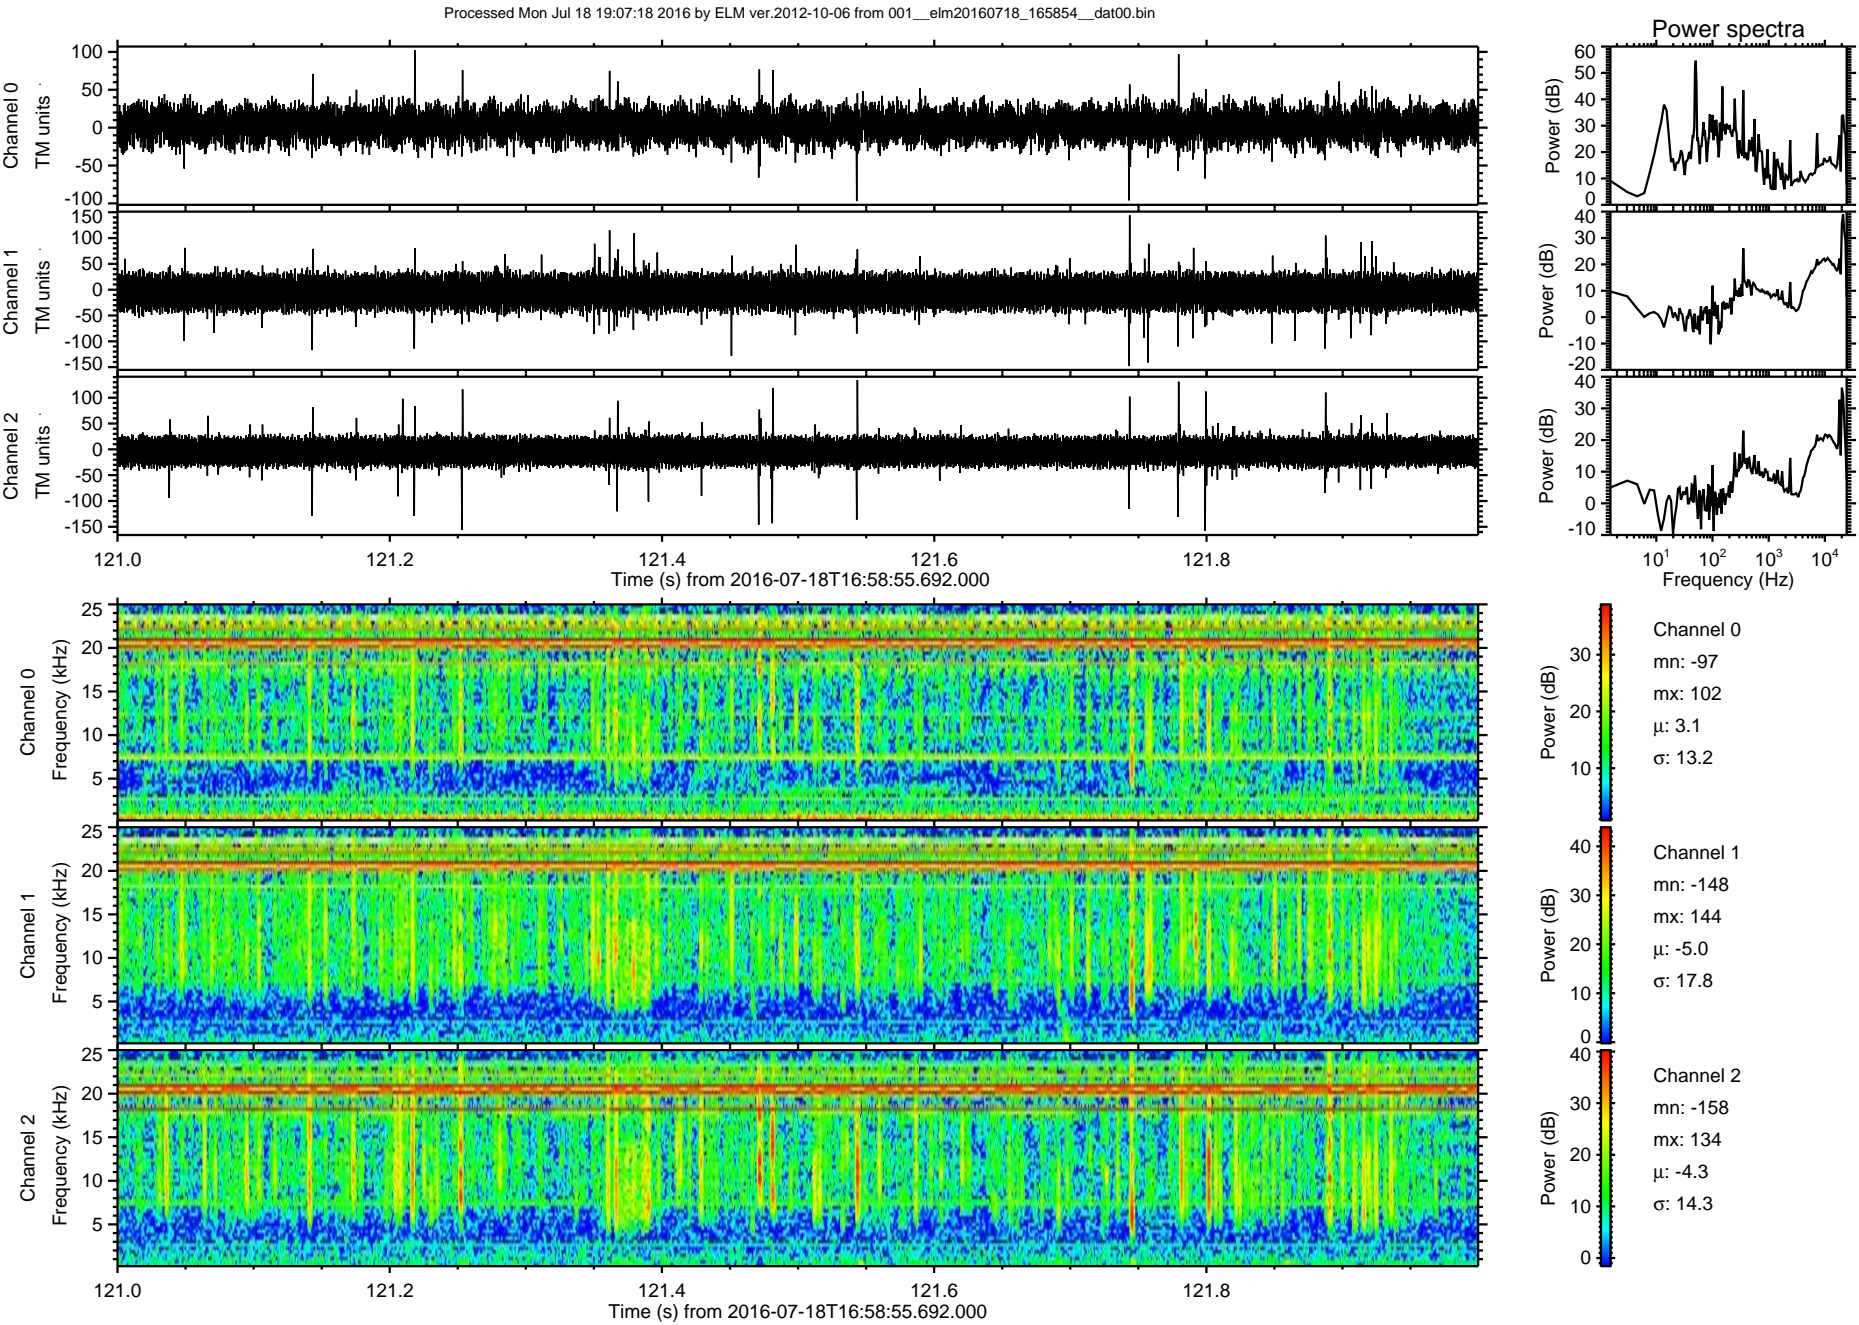 Processed Mon Jul 18 19:07:18 2016 by ELM ver.2012-10-06 from 001__elm20160718_165854__dat00.bin
Power spectra
Channel 0
TM units
100
50
0
-50
-100
Power (dB)
60
50
40
30
20
10
0
Channel 1
TM units
150
100
50
0
-50
-100
-150
Power (dB)
40
30
20
10
0
-10
-20
Channel 2
TM units
100
50
0
-50
-100
-150
Power (dB)
40
30
20
10
0
-10
121.0 121.2 121.4 121.6 121.8
Time (s) from 2016-07-18T16:58:55.692.000
10^1 10^2 10^3 10^4
Frequency (Hz)
Channel 0
Frequency (kHz)
25
20
15
10
5
Power (dB)
30
20
10
Channel 0
mn: -97
mx: 102
μ: 3.1
σ: 13.2
Channel 1
Frequency (kHz)
25
20
15
10
5
Power (dB)
40
30
20
10
0
Channel 1
mn: -148
mx: 144
μ: -5.0
σ: 17.8
Channel 2
Frequency (kHz)
25
20
15
10
5
Power (dB)
40
30
20
10
0
Channel 2
mn: -158
mx: 134
μ: -4.3
σ: 14.3
121.0 121.2 121.4 121.6 121.8
Time (s) from 2016-07-18T16:58:55.692.000